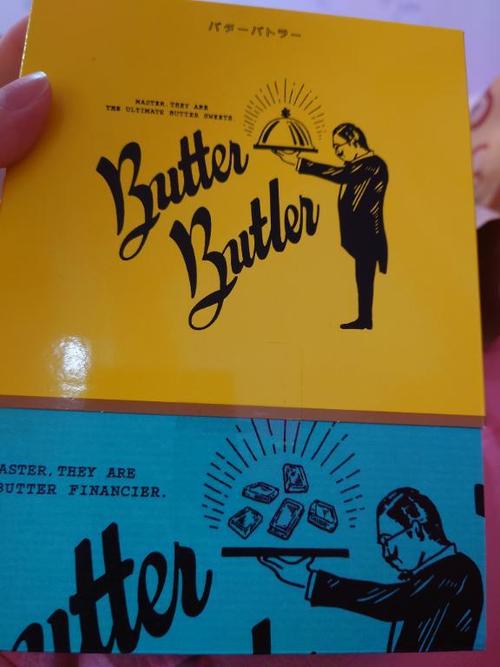 バターバトラー
MASTER, THEY ARE
THE ULTIMATE BUTTER SWEETS.
Butter
Butler
ASTER, THEY ARE
BUTTER FINANCIER.
utter